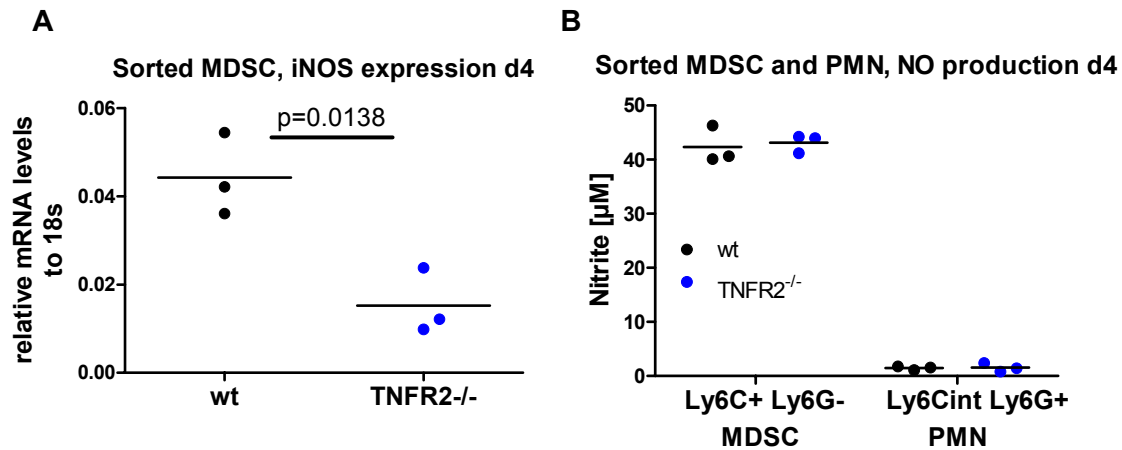 A
Sorted MDSC, iNOS expression d4
relative mRNA levels
to 18s
0.06
0.04
0.02
0.00
p=0.0138
wt
TNFR2-/-
B
Sorted MDSC and PMN, NO production d4
Nitrite [µM]
50
40
30
20
10
0
wt
TNFR2-/-
Ly6C+ Ly6G-
MDSC
Ly6Cint Ly6G+
PMN